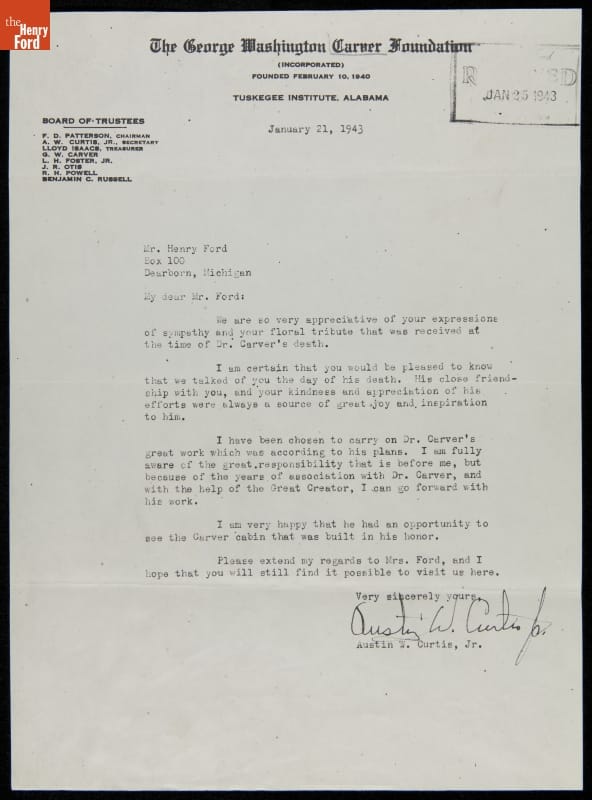 the
Henry
Ford
The George Washington Carver Foundation
(INCORPORATED)
FOUNDED FEBRUARY 10, 1940
TUSKEGEE INSTITUTE, ALABAMA
JAN 25 1943
January 21, 1943
BOARD OF TRUSTEES
F. D. PATTERSON, CHAIRMAN
A. W. CURTIS, JR., SECRETARY
LLOYD ISAACS, TREASURER
G. W. CARVER
L. H. FOSTER, JR.
J. R. OTIS
R. H. POWELL
BENJAMIN C. RUSSELL
Mr. Henry Ford
Box 100
Dearborn, Michigan
My dear Mr. Ford:
We are so very appreciative of your expressions
of sympathy and your floral tribute that was received at
the time of Dr. Carver's death.
I am certain that you would be pleased to know
that we talked of you the day of his death. His close friend-
ship with you, and your kindness and appreciation of his
efforts were always a source of great joy and inspiration
to him.
I have been chosen to carry on Dr. Carver's
great work which was according to his plans. I am fully
aware of the great responsibility that is before me, but
because of the years of association with Dr. Carver, and
with the help of the Great Creator, I can go forward with
his work.
I am very happy that he had an opportunity to
see the Carver cabin that was built in his honor.
Please extend my regards to Mrs. Ford, and I
hope that you will still find it possible to visit us here.
Very sincerely yours,
Austin W. Curtis Jr.
Austin W. Curtis, Jr.